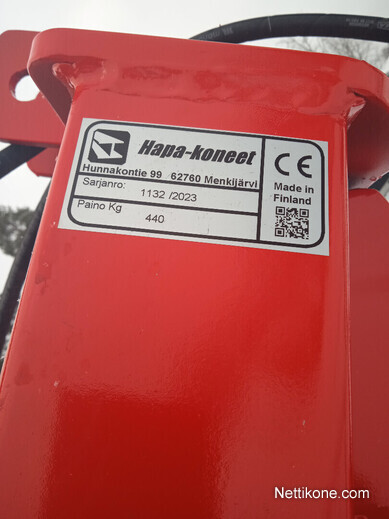 Hapa-koneet
Hunnakontie 99 62760 Menkijärvi
Sarjanro: 1132 /2023
Paino Kg
440
CE
Made in
Finland
Nettikone.com